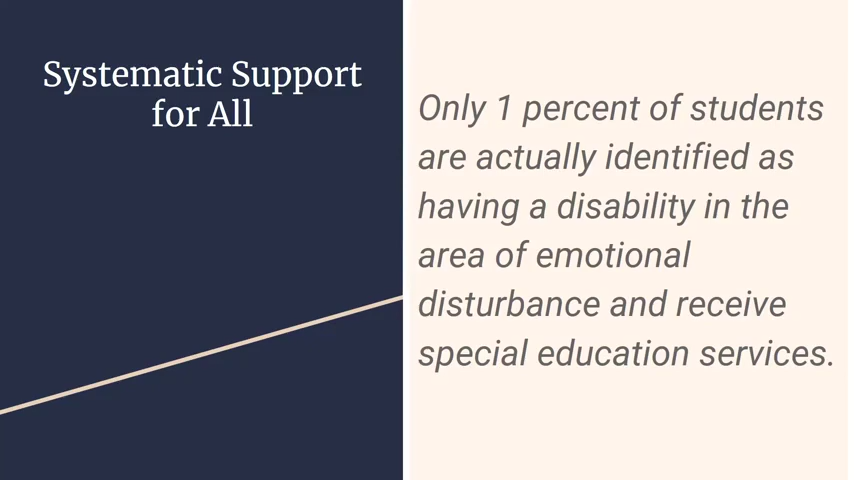 Systematic Support
for All
Only 1 percent of students
are actually identified as
having a disability in the
area of emotional
disturbance and receive
special education services.